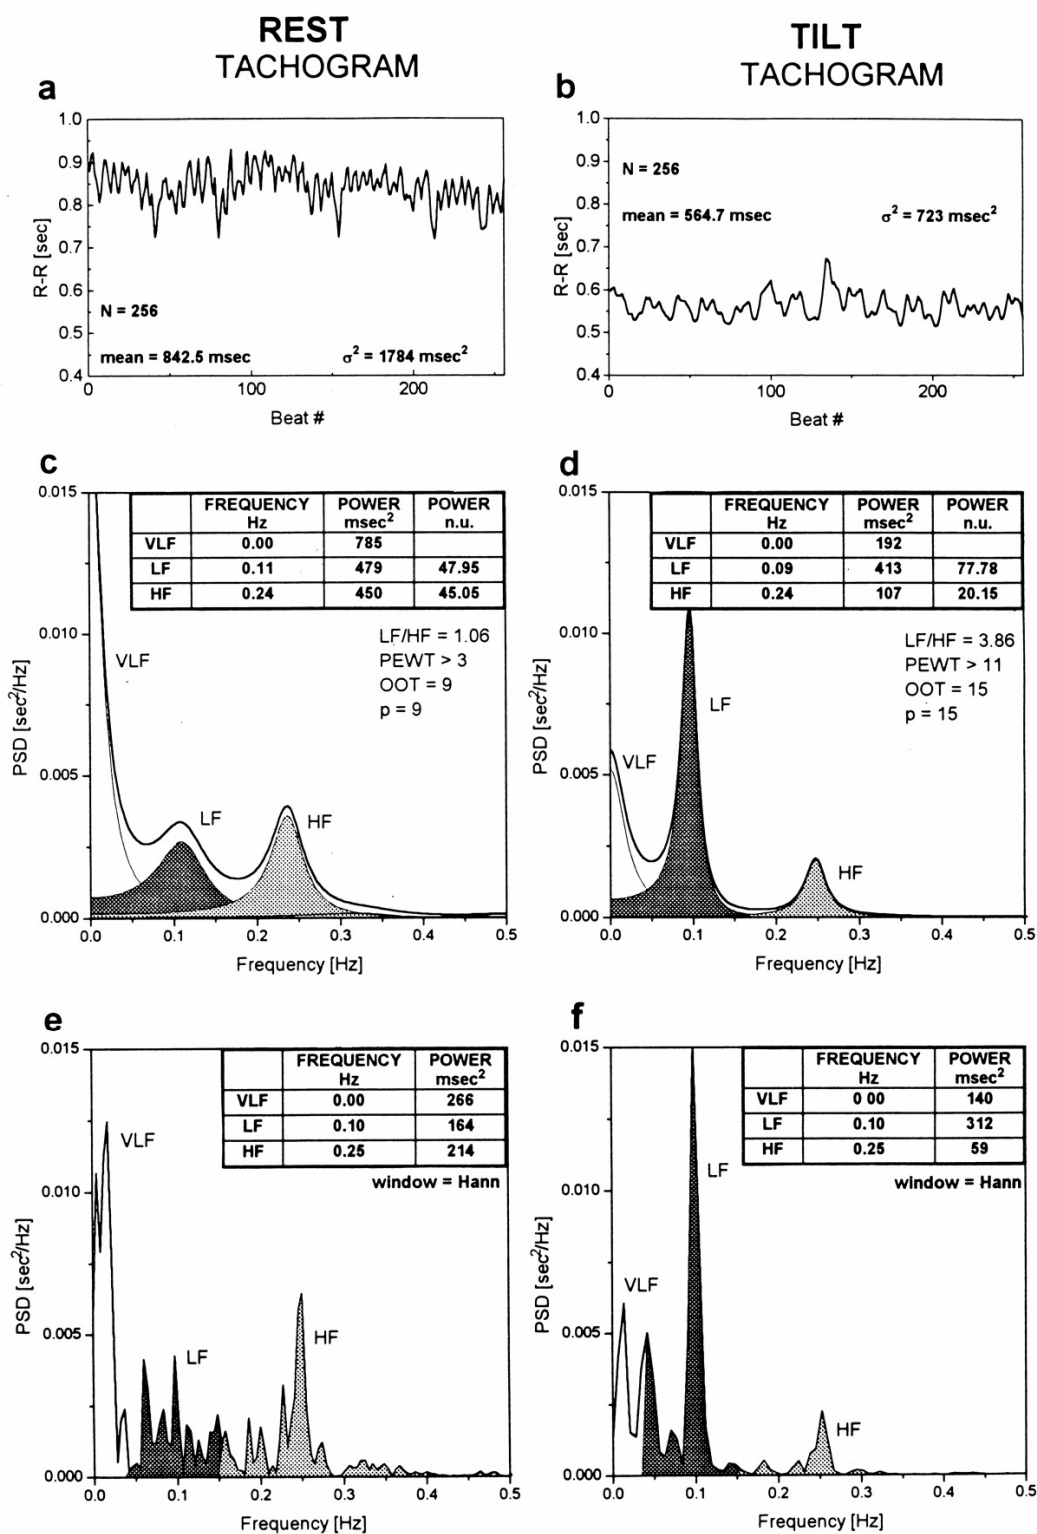 REST
TACHOGRAM
TILT
TACHOGRAM
a
1.0
0.9
0.8
0.7
0.6
0.5
0.4
R-R [sec]
N = 256
mean = 842.5 msec
σ² = 1784 msec²
0
100
200
Beat #
b
1.0
0.9
0.8
0.7
0.6
0.5
0.4
R-R [sec]
N = 256
mean = 564.7 msec
σ² = 723 msec²
0
100
200
Beat #
c
0.015
0.010
0.005
0.000
PSD [sec²/Hz]
FREQUENCY Hz POWER msec² POWER n.u.
VLF 0.00 785
LF 0.11 479 47.95
HF 0.24 450 45.05
LF/HF = 1.06
PEWT > 3
OOT = 9
p = 9
VLF
LF
HF
0.0 0.1 0.2 0.3 0.4 0.5
Frequency [Hz]
d
0.015
0.010
0.005
0.000
PSD [sec²/Hz]
FREQUENCY Hz POWER msec² POWER n.u.
VLF 0.00 192
LF 0.09 413 77.78
HF 0.24 107 20.15
LF/HF = 3.86
PEWT > 11
OOT = 15
p = 15
VLF
LF
HF
0.0 0.1 0.2 0.3 0.4 0.5
Frequency [Hz]
e
0.015
0.010
0.005
0.000
PSD [sec²/Hz]
FREQUENCY Hz POWER msec²
VLF 0.00 266
LF 0.10 164
HF 0.25 214
window = Hann
VLF
LF
HF
0.0 0.1 0.2 0.3 0.4 0.5
Frequency [Hz]
f
0.015
0.010
0.005
0.000
PSD [sec²/Hz]
FREQUENCY Hz POWER msec²
VLF 0 00 140
LF 0.10 312
HF 0.25 59
window = Hann
VLF
LF
HF
0.0 0.1 0.2 0.3 0.4 0.5
Frequency [Hz]